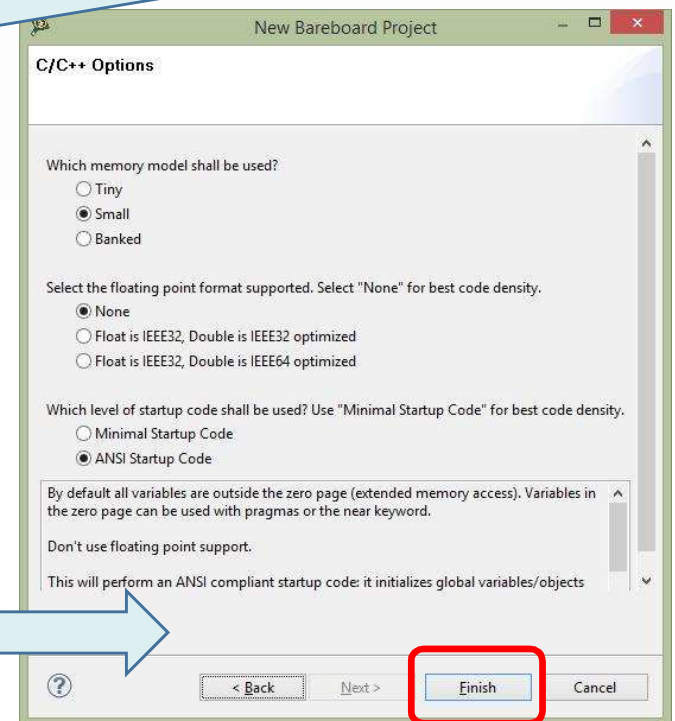 New Bareboard Project
C/C++ Options
Which memory model shall be used?
Tiny
Small
Banked
Select the floating point format supported. Select "None" for best code density.
None
Float is IEEE32, Double is IEEE32 optimized
Float is IEEE32, Double is IEEE64 optimized
Which level of startup code shall be used? Use "Minimal Startup Code" for best code density.
Minimal Startup Code
ANSI Startup Code
By default all variables are outside the zero page (extended memory access). Variables in
the zero page can be used with pragmas or the near keyword.
Don't use floating point support.
This will perform an ANSI compliant startup code: it initializes global variables/objects
< Back Next > Finish Cancel